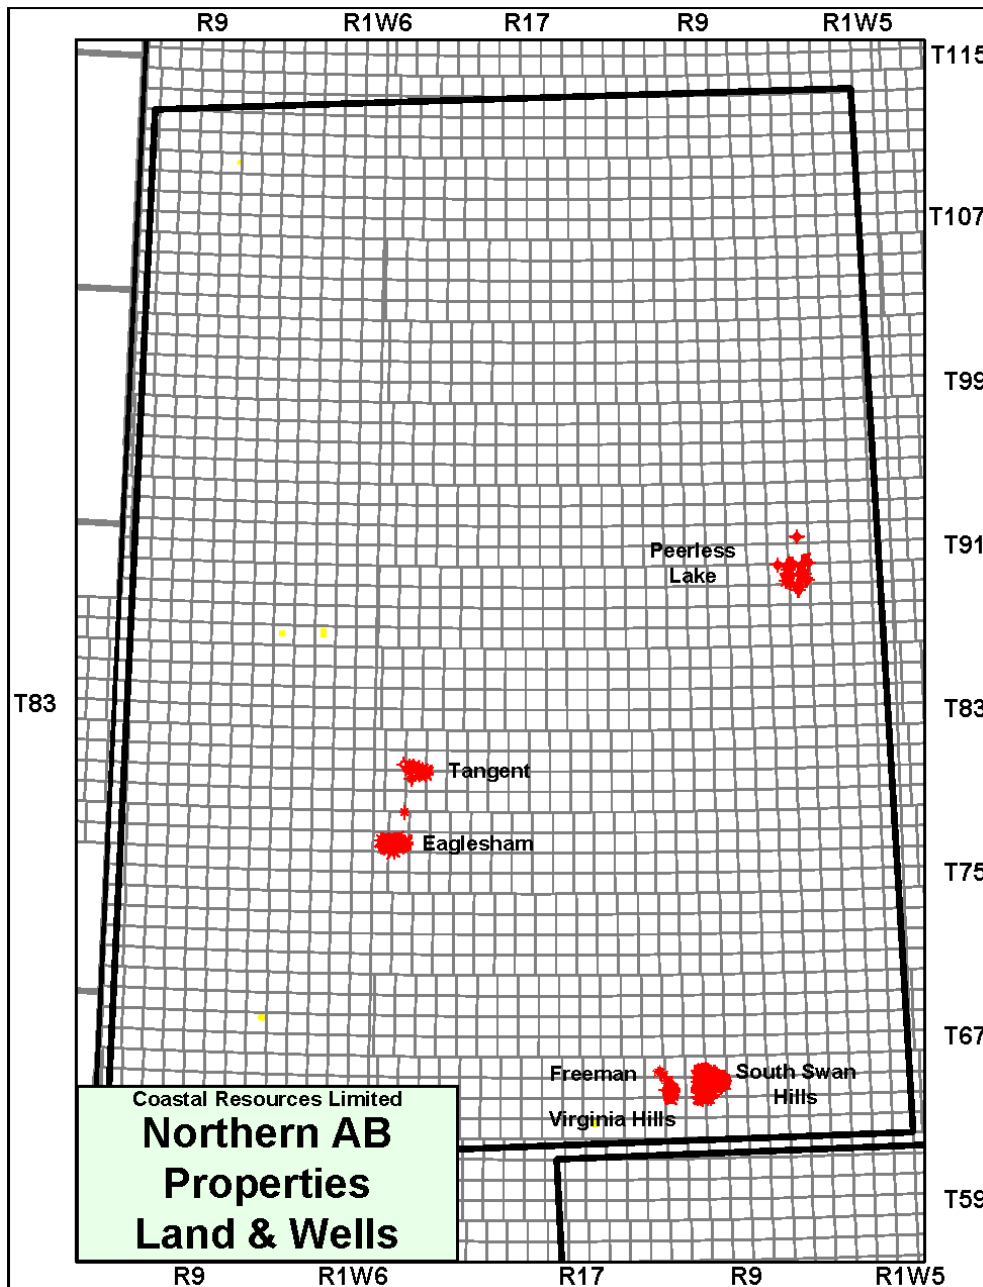 R9 R1W6 R17 R9 R1W5
T115
T107
T99
T91
Peerless
Lake
T83 T83
Tangent
Eaglesham
T75
T67
Freeman
South Swan
Hills
Virginia Hills
Coastal Resources Limited
Northern AB
Properties
Land & Wells
T59
R9 R1W6 R17 R9 R1W5